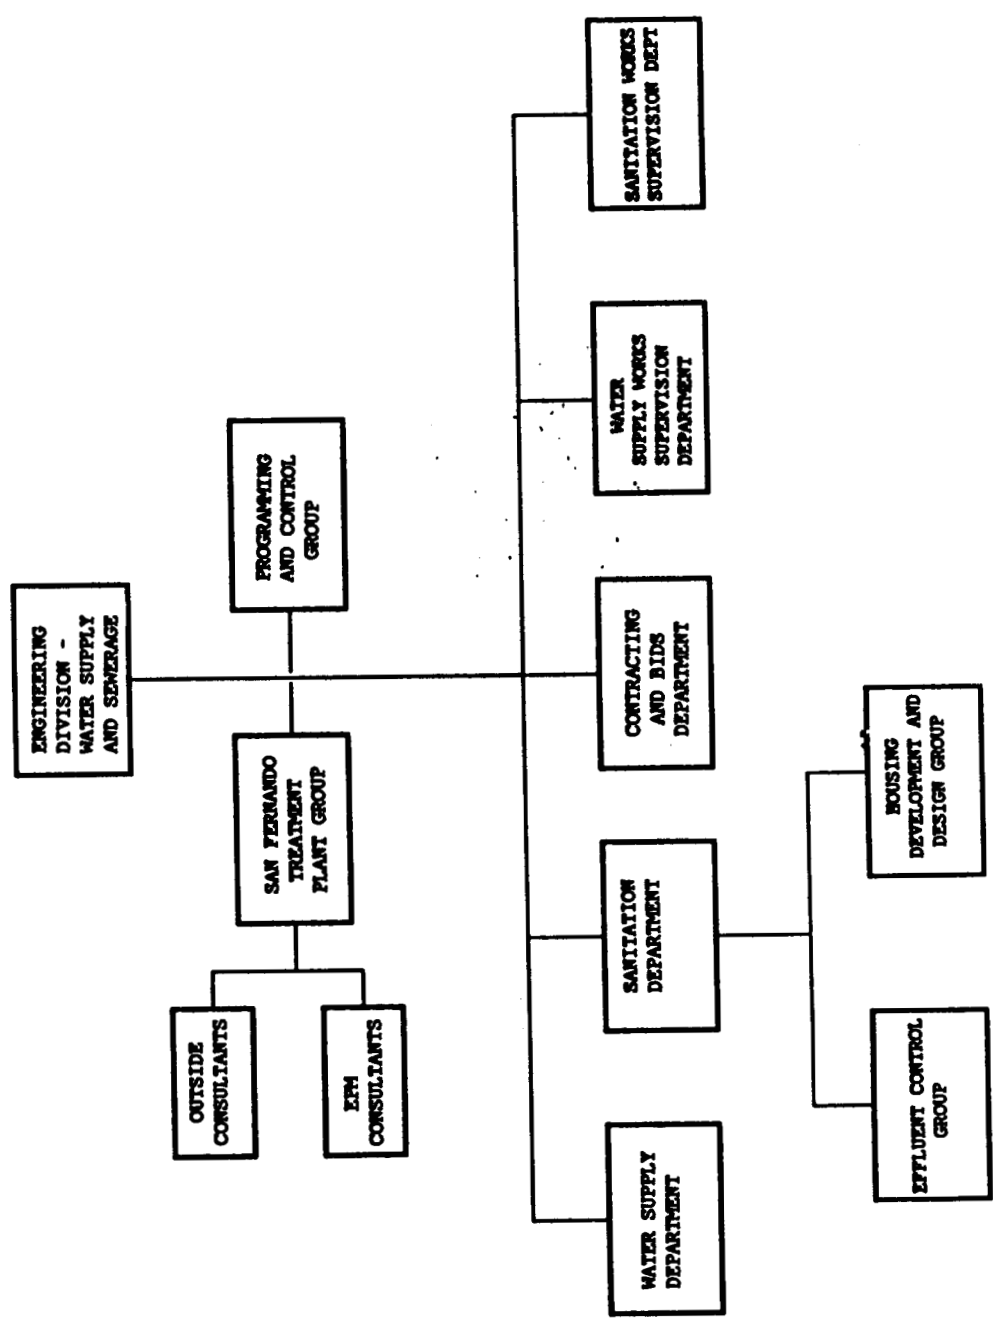 ENGINEERING
DIVISION -
WATER SUPPLY
AND SEWERAGE
SAN FERNANDO
TREATMENT
PLANT GROUP
PROGRAMMING
AND CONTROL
GROUP
OUTSIDE
CONSULTANTS
EPM
CONSULTANTS
WATER SUPPLY
DEPARTMENT
SANITATION
DEPARTMENT
CONTRACTING
AND BIDS
DEPARTMENT
WATER
SUPPLY WORKS
SUPERVISION
DEPARTMENT
SANITATION WORKS
SUPERVISION DEPT
EFFLUENT CONTROL
GROUP
HOUSING
DEVELOPMENT AND
DESIGN GROUP